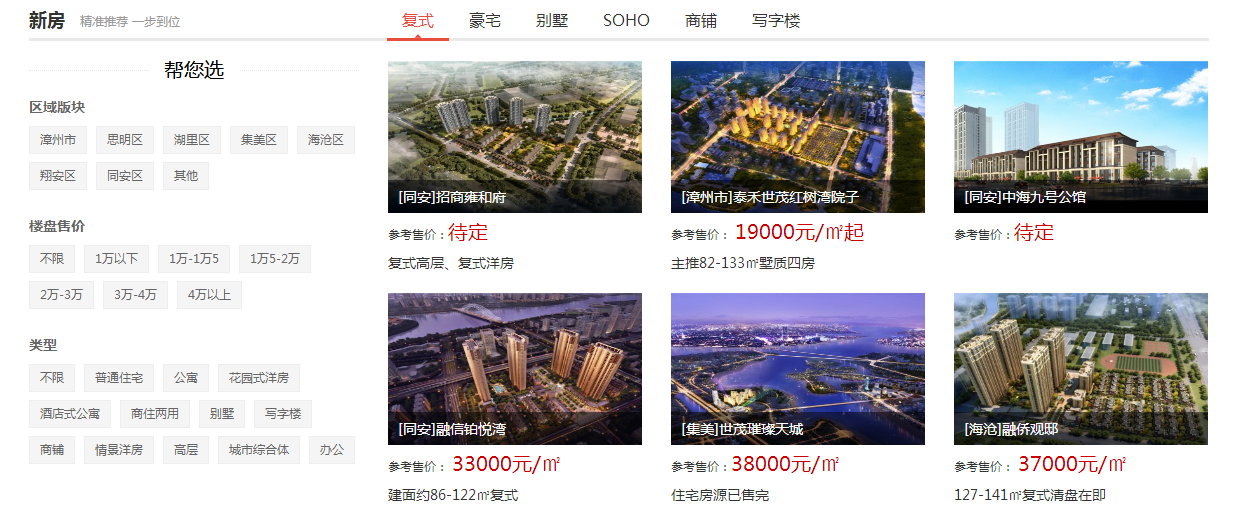 新房 精准推荐 一步到位
复式 豪宅 别墅 SOHO 商铺 写字楼
帮您选
区域版块
漳州市 思明区 湖里区 集美区 海沧区
翔安区 同安区 其他
楼盘售价
不限 1万以下 1万-1万5 1万5-2万
2万-3万 3万-4万 4万以上
类型
不限 普通住宅 公寓 花园式洋房
酒店式公寓 商住两用 别墅 写字楼
商铺 情景洋房 高层 城市综合体 办公
[同安]招商雍和府
参考售价：待定
复式高层、复式洋房
[漳州市]泰禾世茂红树湾院子
参考售价： 19000元/㎡起
主推82-133㎡墅质四房
[同安]中海九号公馆
参考售价：待定
[同安]融信铂悦湾
参考售价： 33000元/㎡
建面约86-122㎡复式
[集美]世茂璀璨天城
参考售价：38000元/㎡
住宅房源已售完
[海沧]融侨观邸
参考售价： 37000元/㎡
127-141㎡复式清盘在即